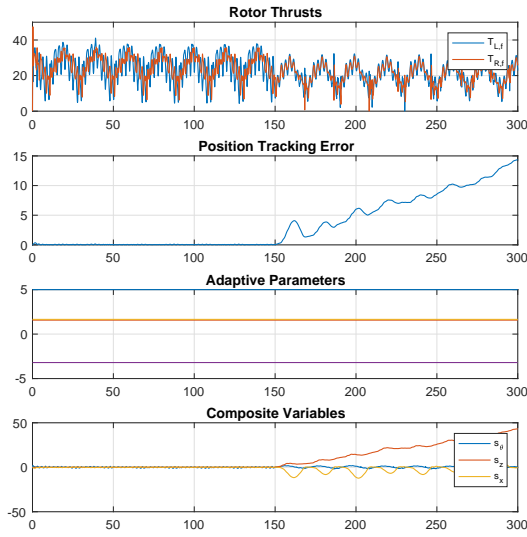 Rotor Thrusts
40
20
0
T_{L,f}
T_{R,f}
0 50 100 150 200 250 300
Position Tracking Error
15
10
5
0
0 50 100 150 200 250 300
Adaptive Parameters
5
0
-5
0 50 100 150 200 250 300
Composite Variables
50
0
-50
s_θ
s_z
s_x
0 50 100 150 200 250 300